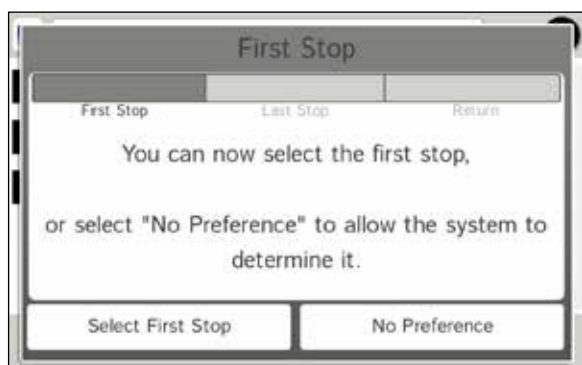 First Stop
First Stop Last Stop Return
You can now select the first stop,
or select "No Preference" to allow the system to
determine it.
Select First Stop No Preference